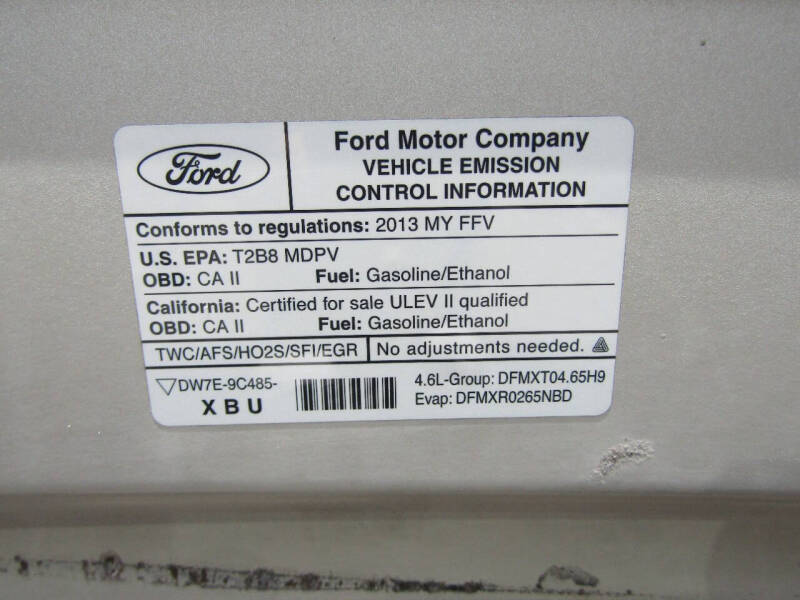 Ford
Ford Motor Company
VEHICLE EMISSION
CONTROL INFORMATION
Conforms to regulations: 2013 MY FFV
U.S. EPA: T2B8 MDPV
OBD: CA II Fuel: Gasoline/Ethanol
California: Certified for sale ULEV II qualified
OBD: CA II Fuel: Gasoline/Ethanol
TWC/AFS/HO2S/SFI/EGR No adjustments needed.
DW7E-9C485-
X B U
4.6L-Group: DFMXT04.65H9
Evap: DFMXR0265NBD